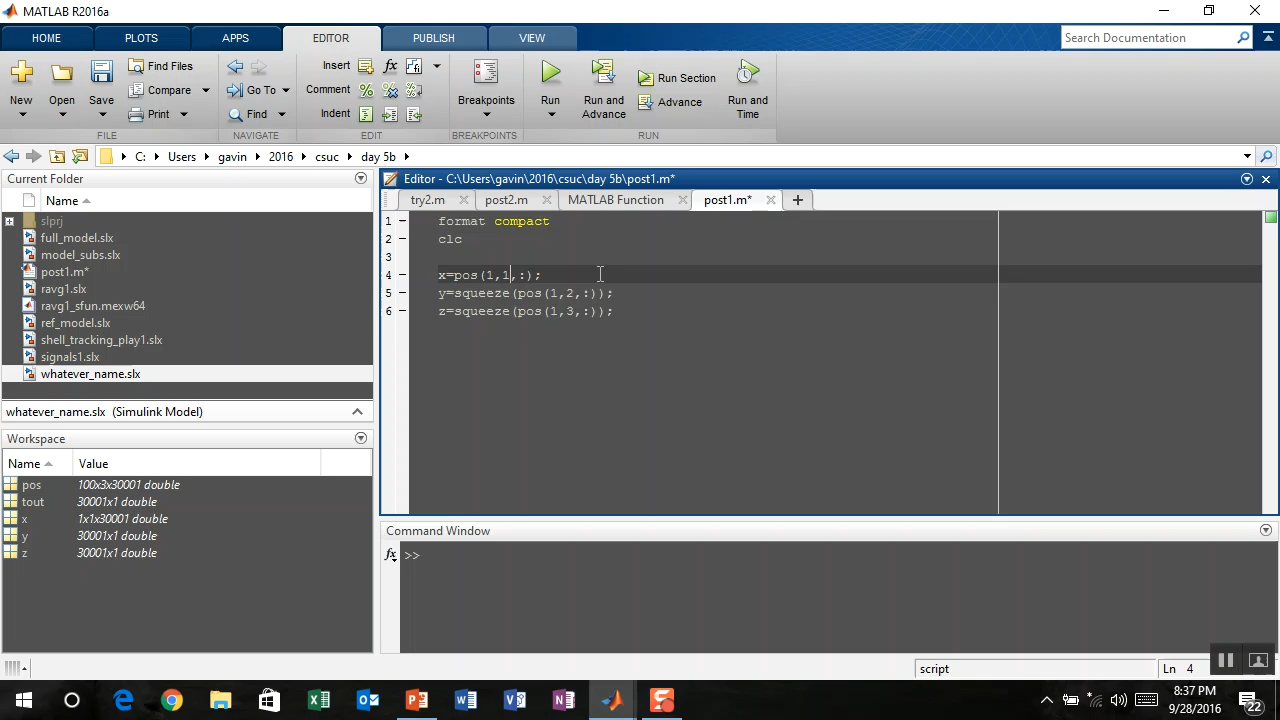 MATLAB R2016a
HOME PLOTS APPS EDITOR PUBLISH VIEW
Search Documentation
New Open Save Find Files Compare Print
Go To Find
Insert fx
Comment
Indent
Breakpoints
Run Run and Advance Run Section Advance Run and Time
FILE NAVIGATE EDIT BREAKPOINTS RUN
C: Users gavin 2016 csuc day 5b
Current Folder
Name
slprj
full_model.slx
model_subs.slx
post1.m*
ravg1.slx
ravg1_sfun.mexw64
ref_model.slx
shell_tracking_play1.slx
signals1.slx
whatever_name.slx
whatever_name.slx (Simulink Model)
Workspace
Name Value
pos 100x3x30001 double
tout 30001x1 double
x 1x1x30001 double
y 30001x1 double
z 30001x1 double
Editor - C:\Users\gavin\2016\csuc\day 5b\post1.m*
try2.m post2.m MATLAB Function post1.m*
1 format compact
2 clc
3
4 x=pos(1,1,:);
5 y=squeeze(pos(1,2,:));
6 z=squeeze(pos(1,3,:));
Command Window
fx >>
script Ln 4
8:37 PM
9/28/2016
22